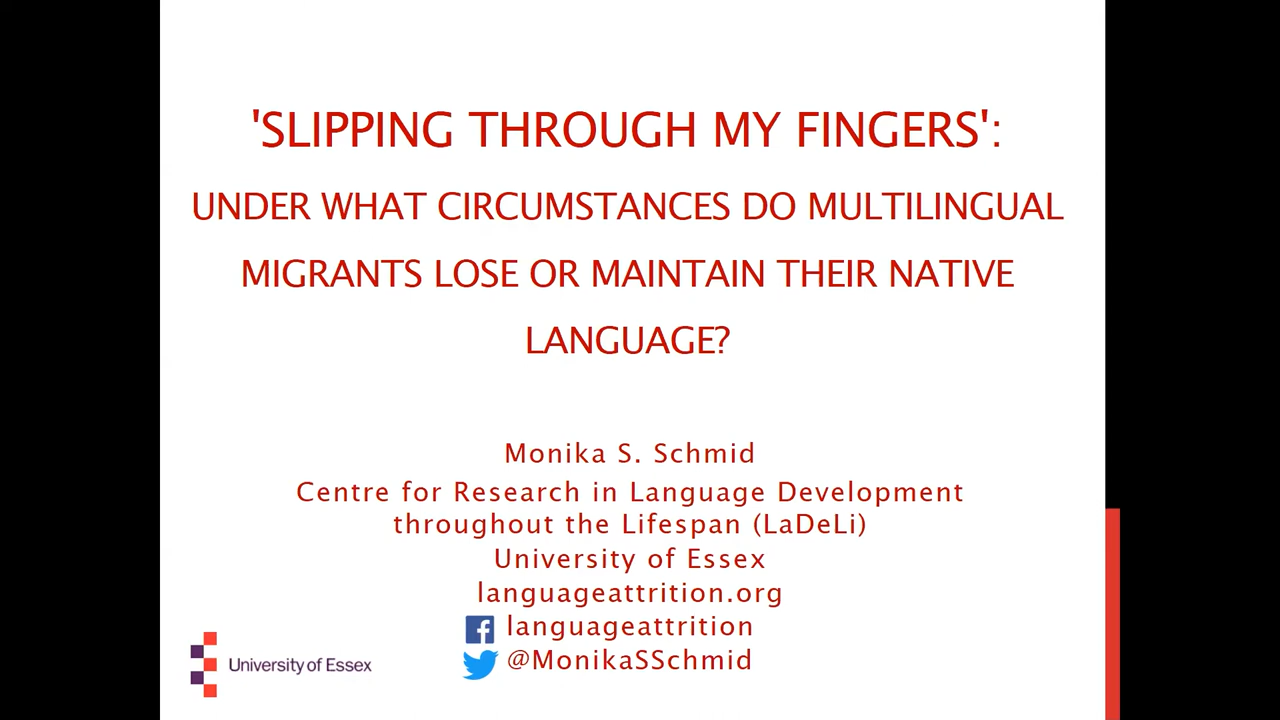 'SLIPPING THROUGH MY FINGERS':
UNDER WHAT CIRCUMSTANCES DO MULTILINGUAL
MIGRANTS LOSE OR MAINTAIN THEIR NATIVE
LANGUAGE?
Monika S. Schmid
Centre for Research in Language Development
throughout the Lifespan (LaDeLi)
University of Essex
languageattrition.org
languageattrition
@MonikaSSchmid
University of Essex